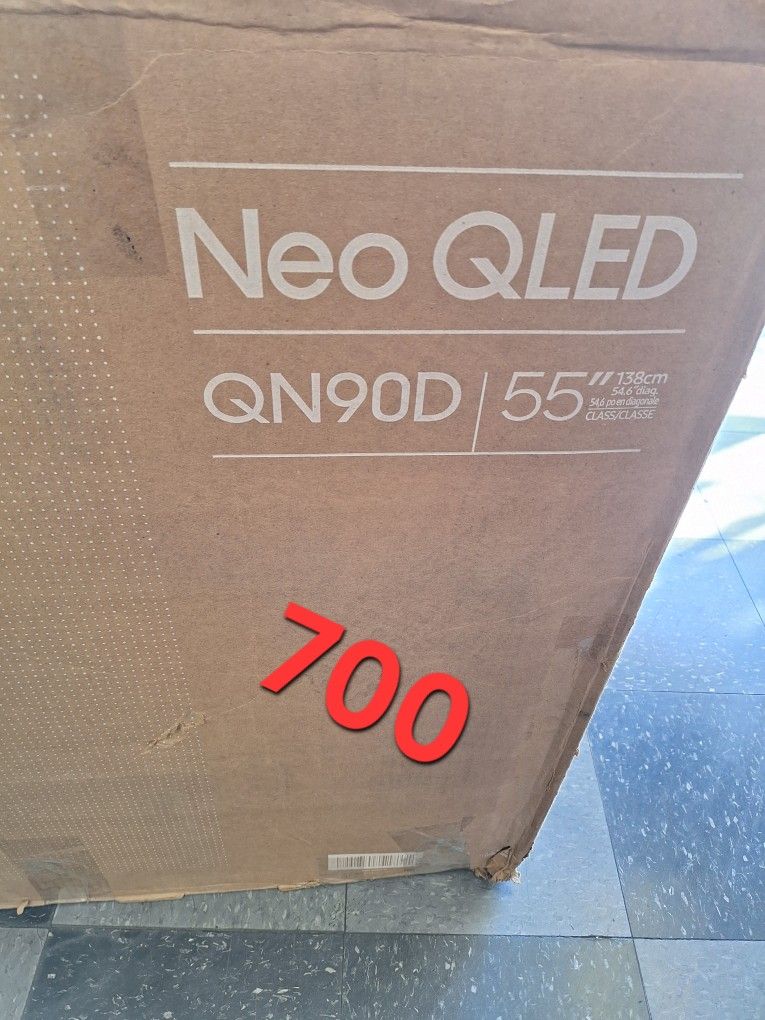 Neo QLED
QN90D 55" 138cm
54.6" diag.
54,6 po en diagonale
CLASS/CLASSE
700